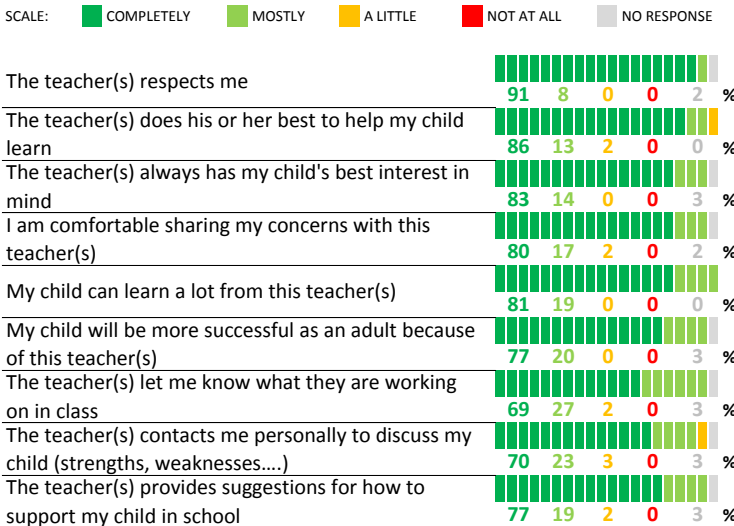 SCALE: COMPLETELY MOSTLY A LITTLE NOT AT ALL NO RESPONSE
The teacher(s) respects me
91 8 0 0 2 %
The teacher(s) does his or her best to help my child
learn
86 13 2 0 0 %
The teacher(s) always has my child's best interest in
mind
83 14 0 0 3 %
I am comfortable sharing my concerns with this
teacher(s)
80 17 2 0 2 %
My child can learn a lot from this teacher(s)
81 19 0 0 0 %
My child will be more successful as an adult because
of this teacher(s)
77 20 0 0 3 %
The teacher(s) let me know what they are working
on in class
69 27 2 0 3 %
The teacher(s) contacts me personally to discuss my
child (strengths, weaknesses....)
70 23 3 0 3 %
The teacher(s) provides suggestions for how to
support my child in school
77 19 2 0 3 %